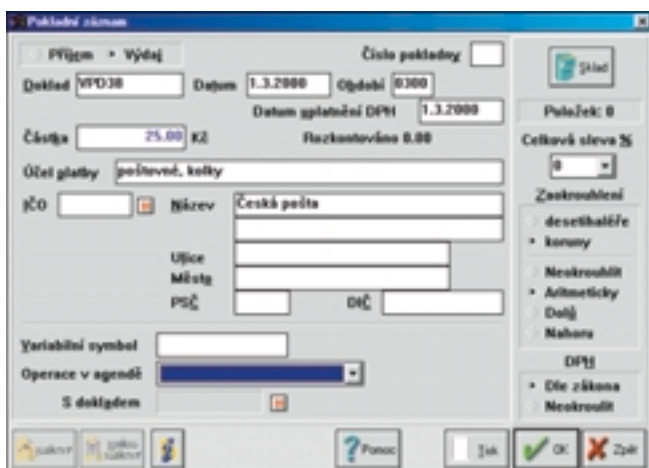 Pokladní záznam
Příjem Výdaj Číslo pokladny
Doklad VPD38 Datum 1.3.2000 Období 0300
Datum uplatnění DPH 1.3.2000
Částka 25.00 Kč Rozkontováno 0.00
Účel platby poštovné, kolky
IČO Název Česká pošta
Ulice
Město
PSČ DIČ
Variabilní symbol
Operace v agendě
S dokladem
Sklad
Položek: 0
Celková sleva %
0
Zaokrouhlení
desetihaléře
koruny
Neokrouhlit
Aritmeticky
Dolů
Nahoru
DPH
Dle zákona
Neokroulit
Pomoc Tisk OK Zpět